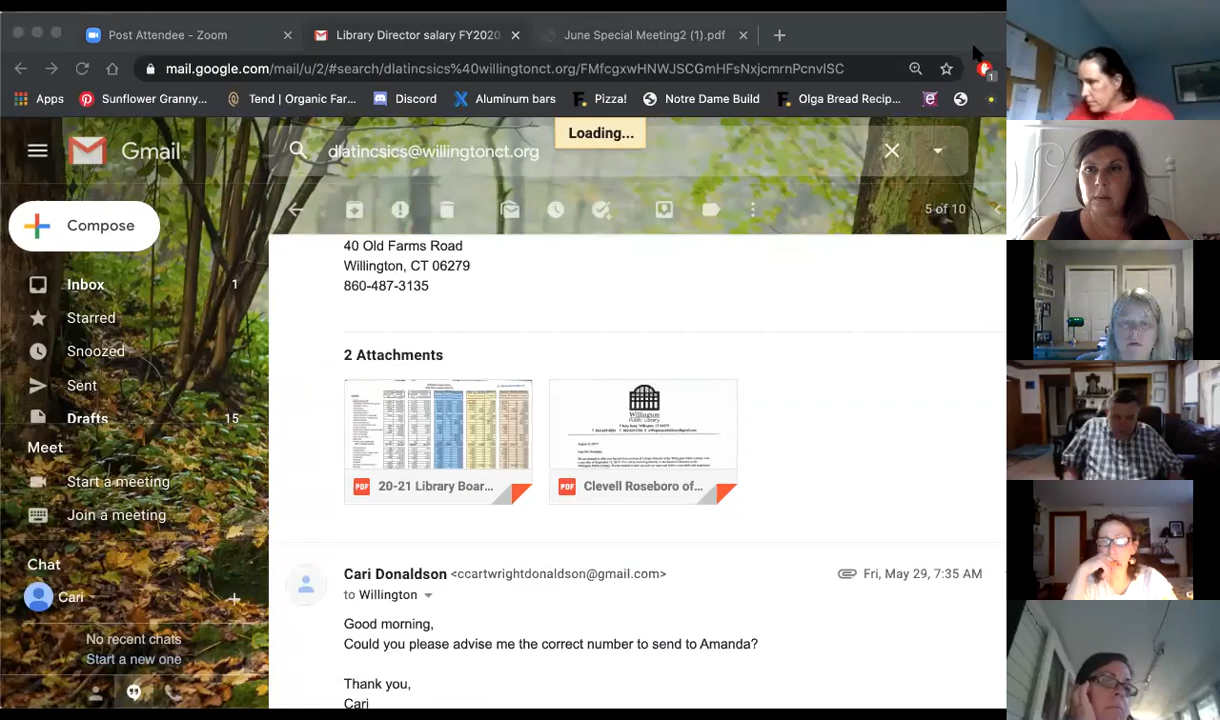 Post Attendee - Zoom
Library Director salary FY2020
June Special Meeting2 (1).pdf
mail.google.com/mail/u/2/#search/dlatincsics%40willingtonct.org/FMfcgxwHNWJSCGmHFsNxjcmrnPcnvlSC
1
Apps
Sunflower Granny...
Tend | Organic Far...
Discord
Aluminum bars
Pizza!
Notre Dame Build
Olga Bread Recip...
Loading...
Gmail
dlatincsics@willingtonct.org
5 of 10
Compose
Inbox 1
Starred
Snoozed
Sent
Drafts 15
Meet
Start a meeting
Join a meeting
Chat
Cari
No recent chats
Start a new one
40 Old Farms Road
Willington, CT 06279
860-487-3135
2 Attachments
Willington
Public Library
PDF 20-21 Library Boar...
PDF Clevell Roseboro of...
Cari Donaldson <ccartwrightdonaldson@gmail.com> Fri, May 29, 7:35 AM
to Willington
Good morning,
Could you please advise me the correct number to send to Amanda?
Thank you,
Cari